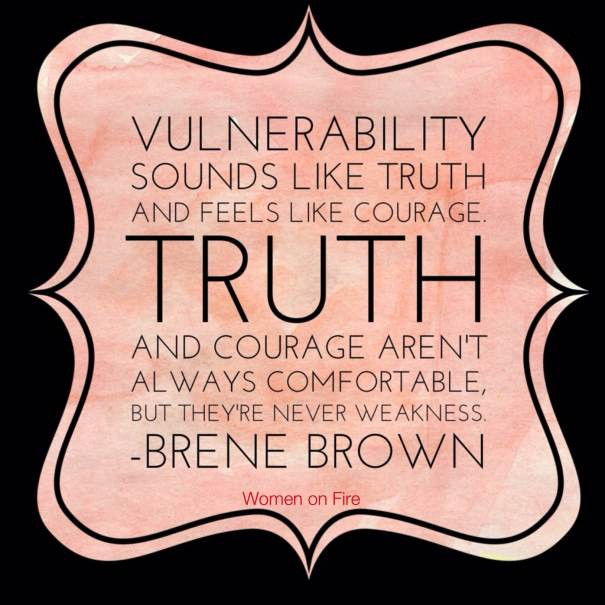 VULNERABILITY
SOUNDS LIKE TRUTH
AND FEELS LIKE COURAGE.
TRUTH
AND COURAGE AREN'T
ALWAYS COMFORTABLE,
BUT THEY'RE NEVER WEAKNESS.
-BRENE BROWN
Women on Fire